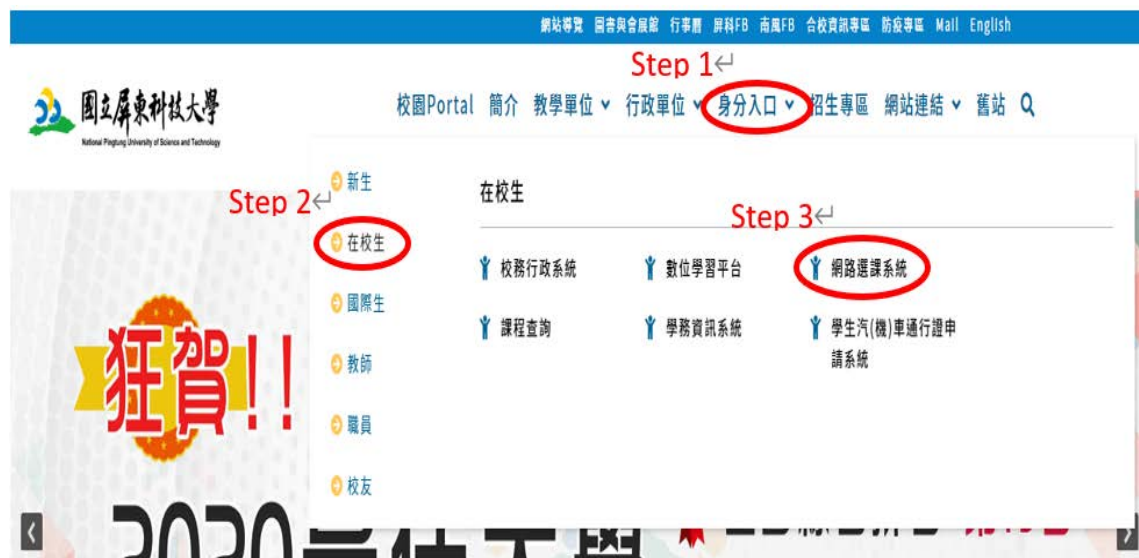 網站導覽 圖書與會展館 行事曆 屏科FB 南風FB 合校資訊專區 防疫專區 Mail English
Step 1
國立屏東科技大學
National Pingtung University of Science and Technology
校園Portal 簡介 教學單位 行政單位 身分入口 招生專區 網站連結 舊站
新生
Step 2
在校生
Step 3
在校生
校務行政系統 數位學習平台 網路選課系統
國際生
課程查詢 學務資訊系統 學生汽(機)車通行證申
請系統
教師
職員
校友
狂賀!!